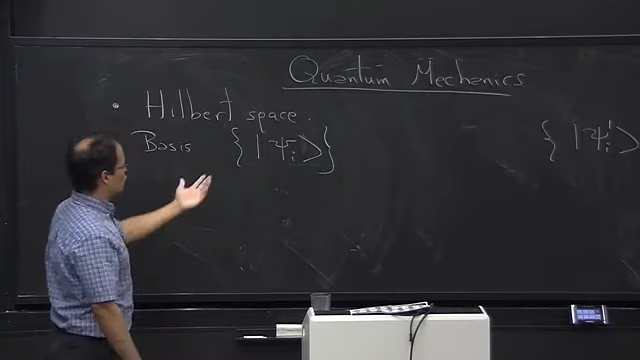 Quantum Mechanics
• Hilbert space.
Basis {|Ψᵢ>} {|Ψ'ᵢ>